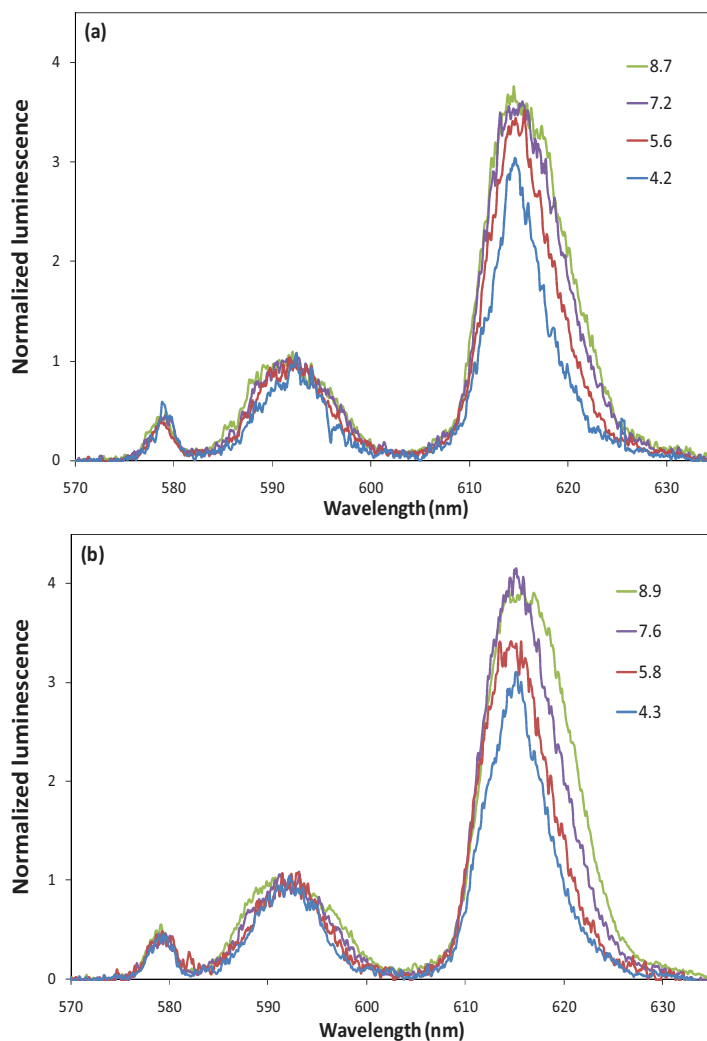 (a)
Normalized luminescence
4
3
2
1
0
8.7
7.2
5.6
4.2
570 580 590 600 610 620 630
Wavelength (nm)
(b)
Normalized luminescence
4
3
2
1
0
8.9
7.6
5.8
4.3
570 580 590 600 610 620 630
Wavelength (nm)